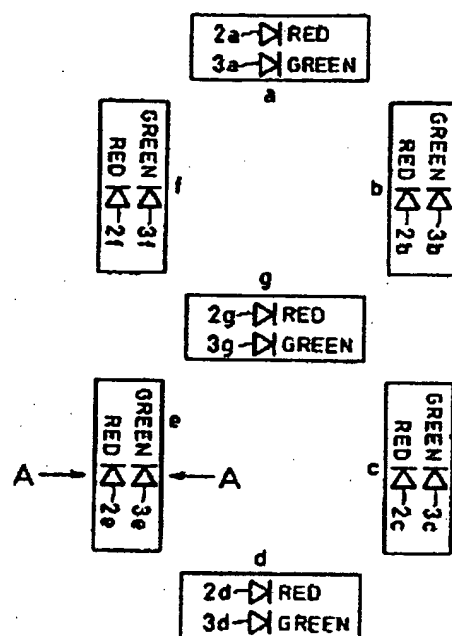 2a RED
3a GREEN
a
GREEN
RED
3f
2f
f
b
GREEN
RED
3b
2b
g
2g RED
3g GREEN
GREEN
RED
3e
2e
e
A
A
c
GREEN
RED
3c
2c
d
2d RED
3d GREEN